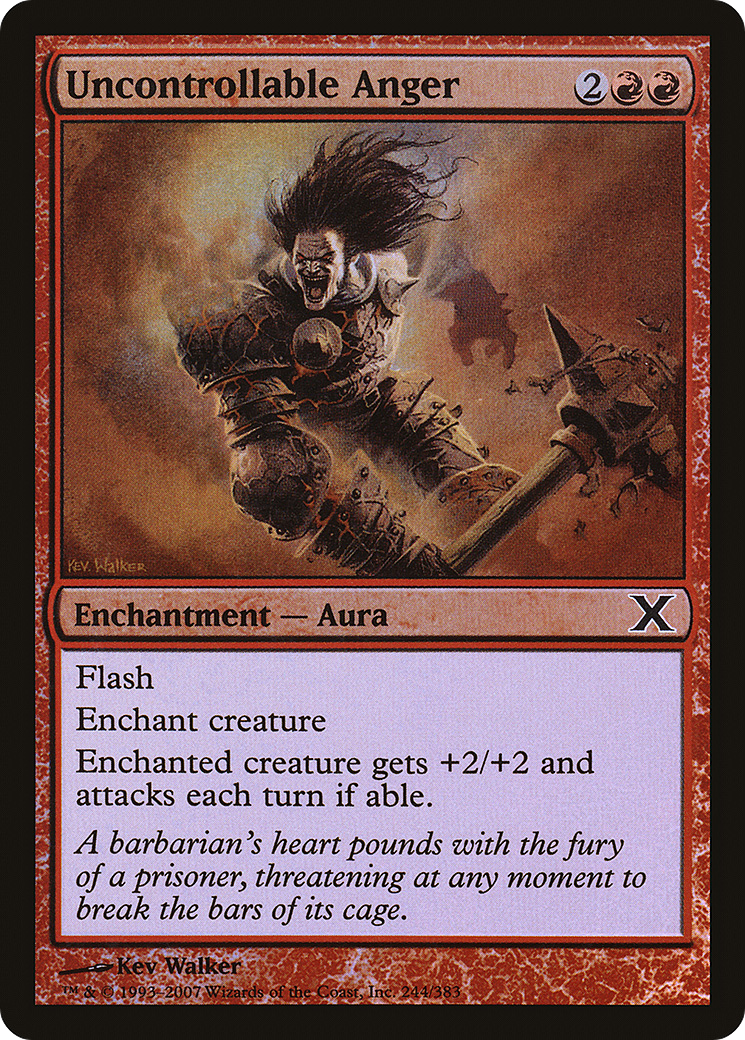 Uncontrollable Anger 2
KEV. WALKER
Enchantment — Aura X
Flash
Enchant creature
Enchanted creature gets +2/+2 and
attacks each turn if able.
A barbarian's heart pounds with the fury
of a prisoner, threatening at any moment to
break the bars of its cage.
Kev Walker
™ & © 1993–2007 Wizards of the Coast, Inc. 244/383